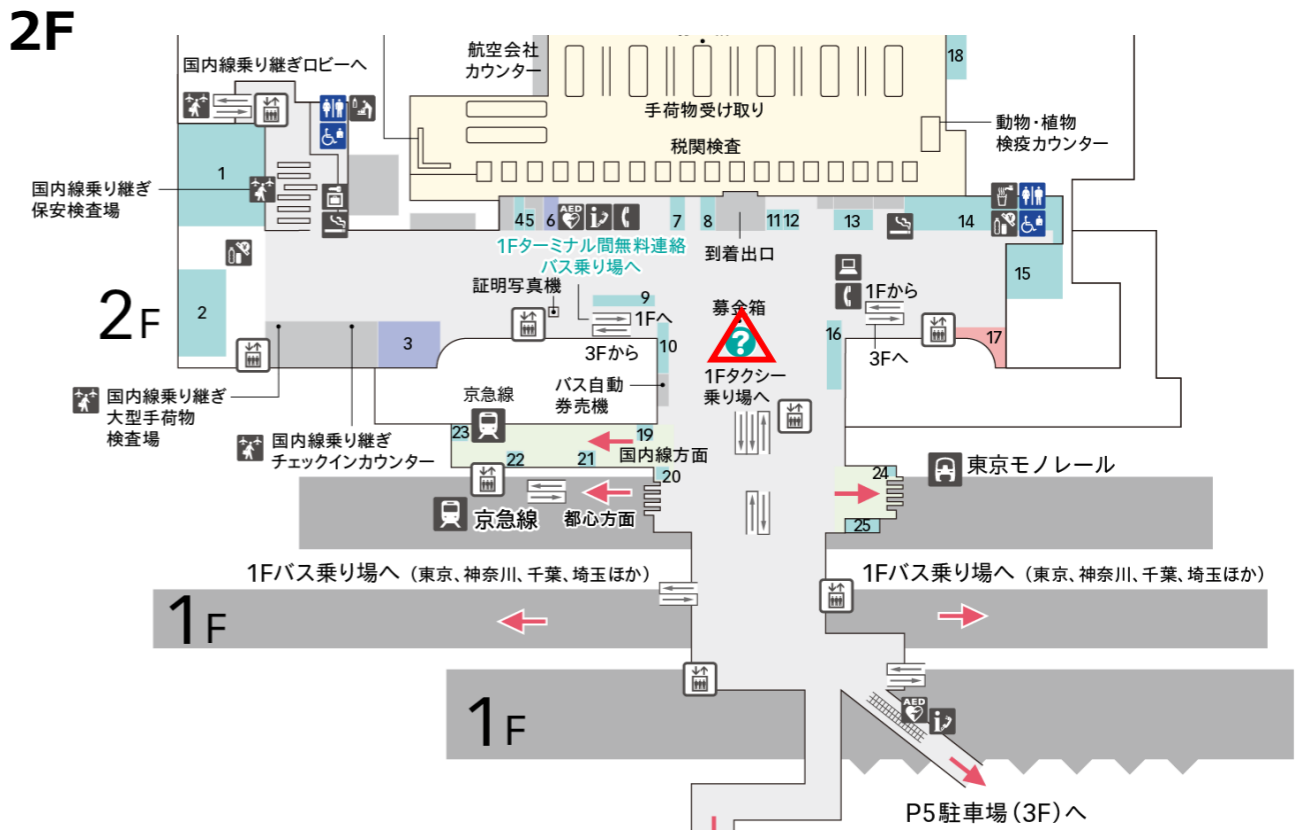 2F
国内線乗り継ぎロビーへ
航空会社
カウンター
18
手荷物受け取り
税関検査
動物・植物
検疫カウンター
1
国内線乗り継ぎ
保安検査場
4
5
6
AED
7
8
11
12
13
14
到着出口
1Fターミナル間無料連絡
バス乗り場へ
15
証明写真機
2F
2
3
9
1Fへ
3Fから
10
募金箱
?
1Fタクシー
乗り場へ
16
1Fから
3Fへ
17
国内線乗り継ぎ
大型手荷物
検査場
国内線乗り継ぎ
チェックインカウンター
バス自動
券売機
京急線
23
22
21
19
国内線方面
20
京急線
都心方面
24
東京モノレール
25
1Fバス乗り場へ（東京、神奈川、千葉、埼玉ほか）
1Fバス乗り場へ（東京、神奈川、千葉、埼玉ほか）
1F
1F
AED
P5駐車場（3F）へ